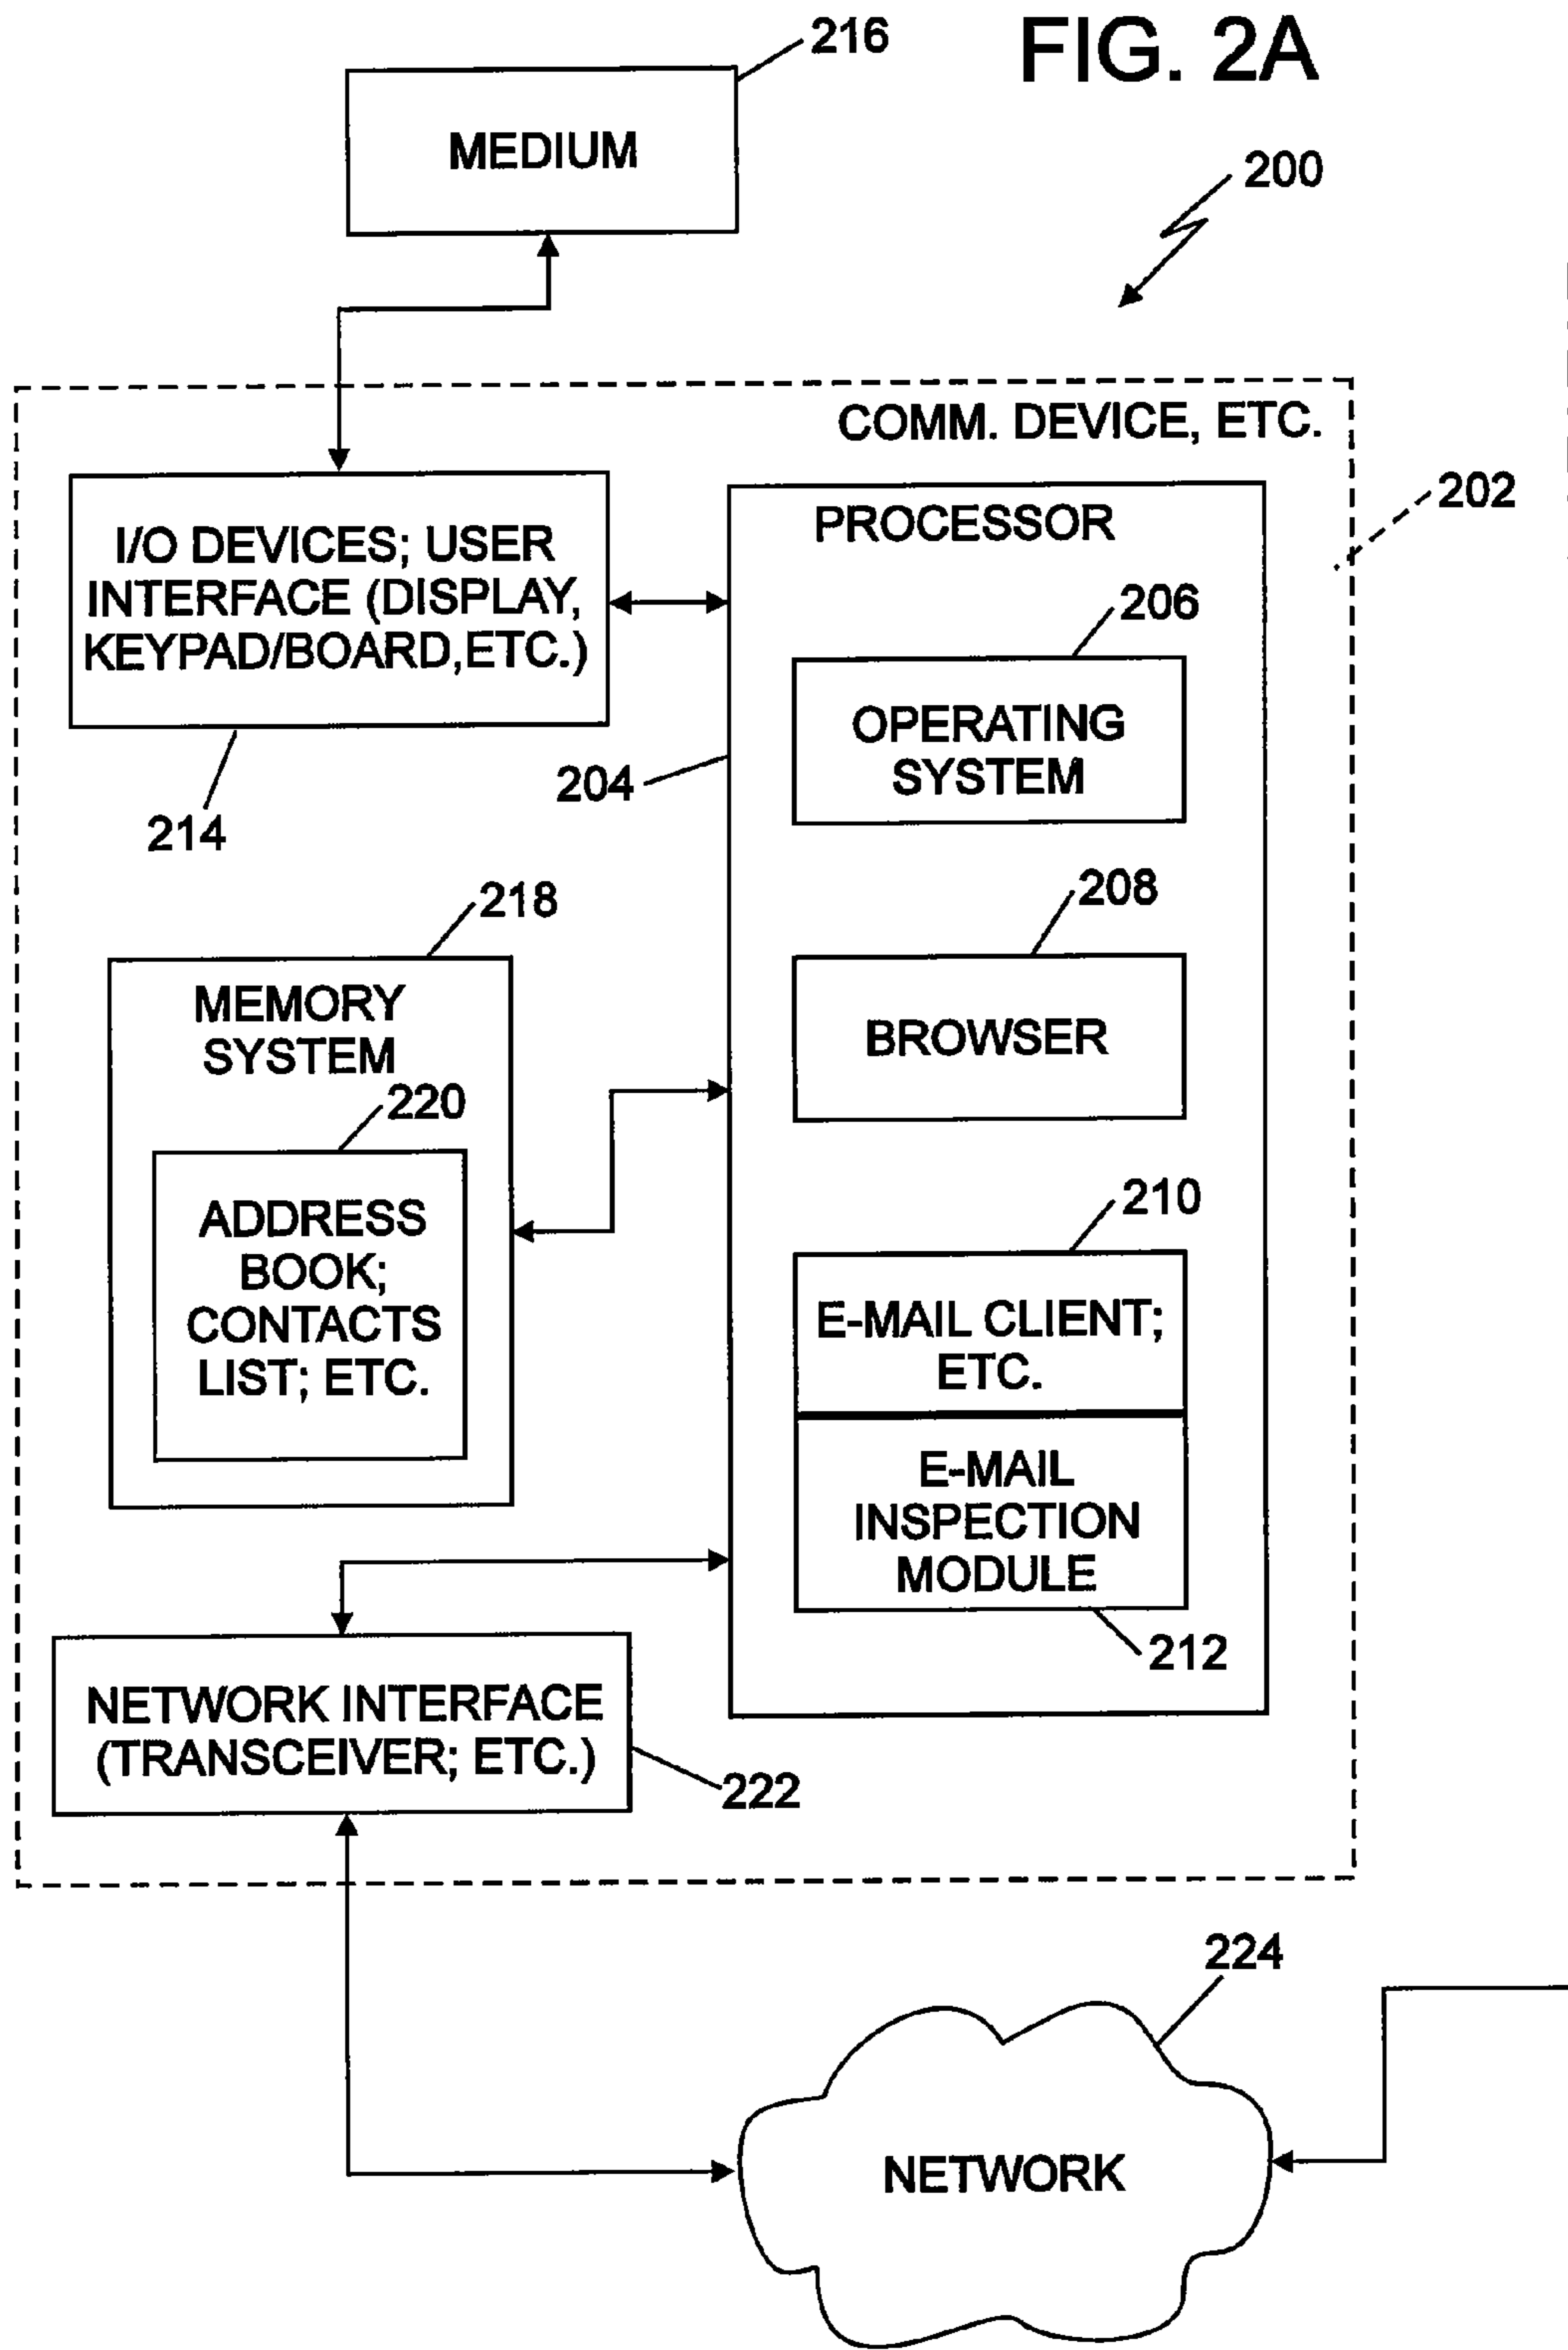 FIG. 2A
216
MEDIUM
200
COMM. DEVICE, ETC.
202
I/O DEVICES; USER
INTERFACE (DISPLAY,
KEYPAD/BOARD,ETC.)
214
PROCESSOR
204
206
OPERATING
SYSTEM
208
BROWSER
218
MEMORY
SYSTEM
220
ADDRESS
BOOK;
CONTACTS
LIST; ETC.
210
E-MAIL CLIENT;
ETC.
E-MAIL
INSPECTION
MODULE
212
NETWORK INTERFACE
(TRANSCEIVER; ETC.)
222
224
NETWORK